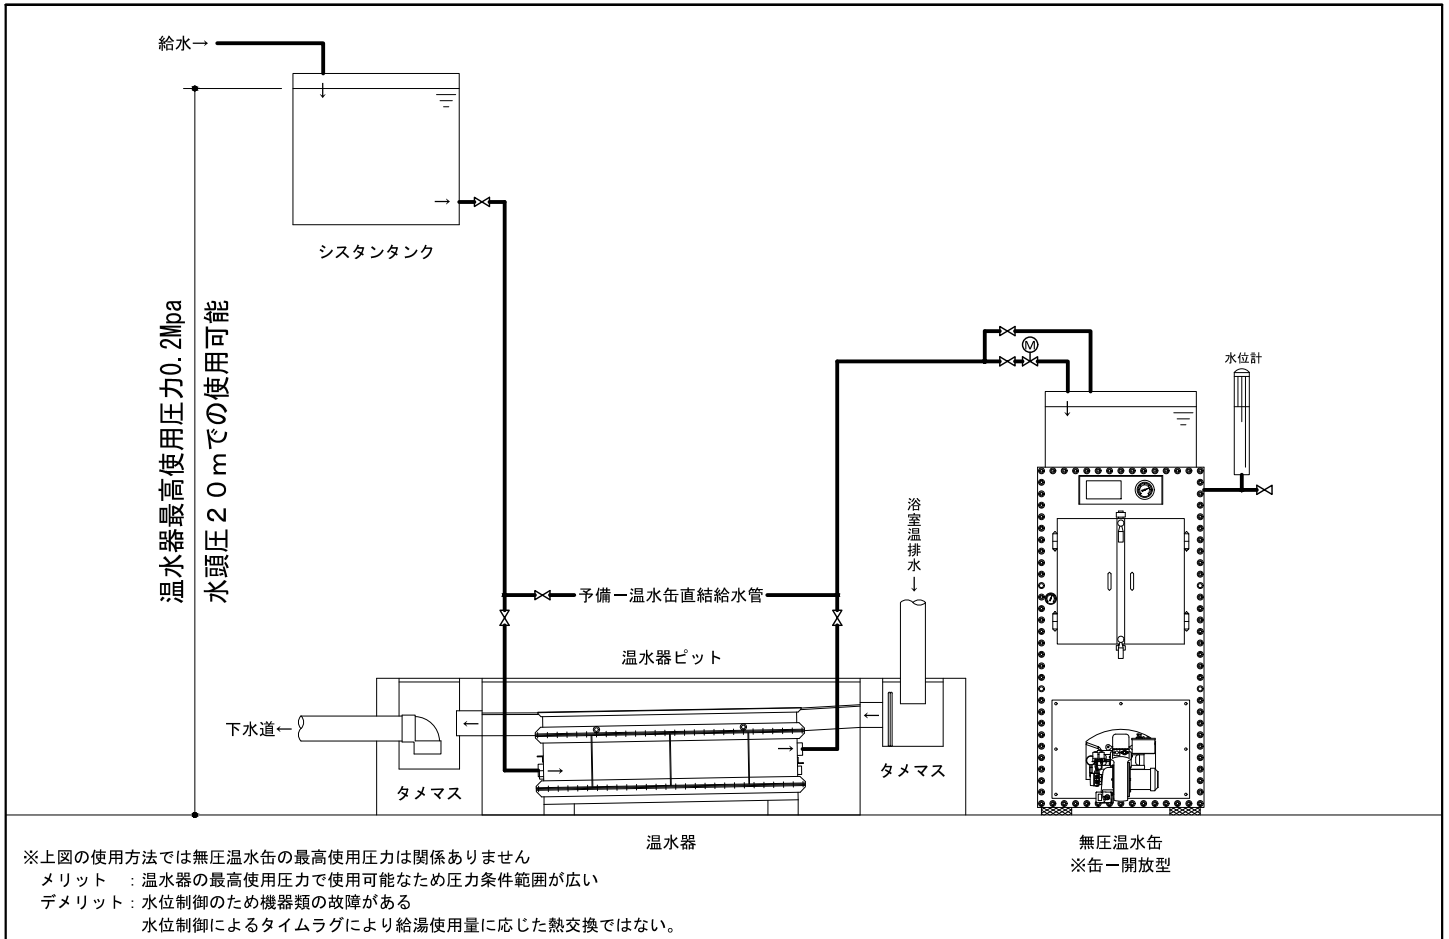 給水→
シスタンタンク
温水器最高使用圧力0.2Mpa
水頭圧20mでの使用可能
M
水位計
浴室温排水→
予備ー温水缶直結給水管
温水器ピット
下水道←
タメマス
タメマス
温水器
無圧温水缶
※缶ー開放型
※上図の使用方法では無圧温水缶の最高使用圧力は関係ありません
メリット : 温水器の最高使用圧力で使用可能なため圧力条件範囲が広い
デメリット : 水位制御のため機器類の故障がある
水位制御によるタイムラグにより給湯使用量に応じた熱交換ではない。